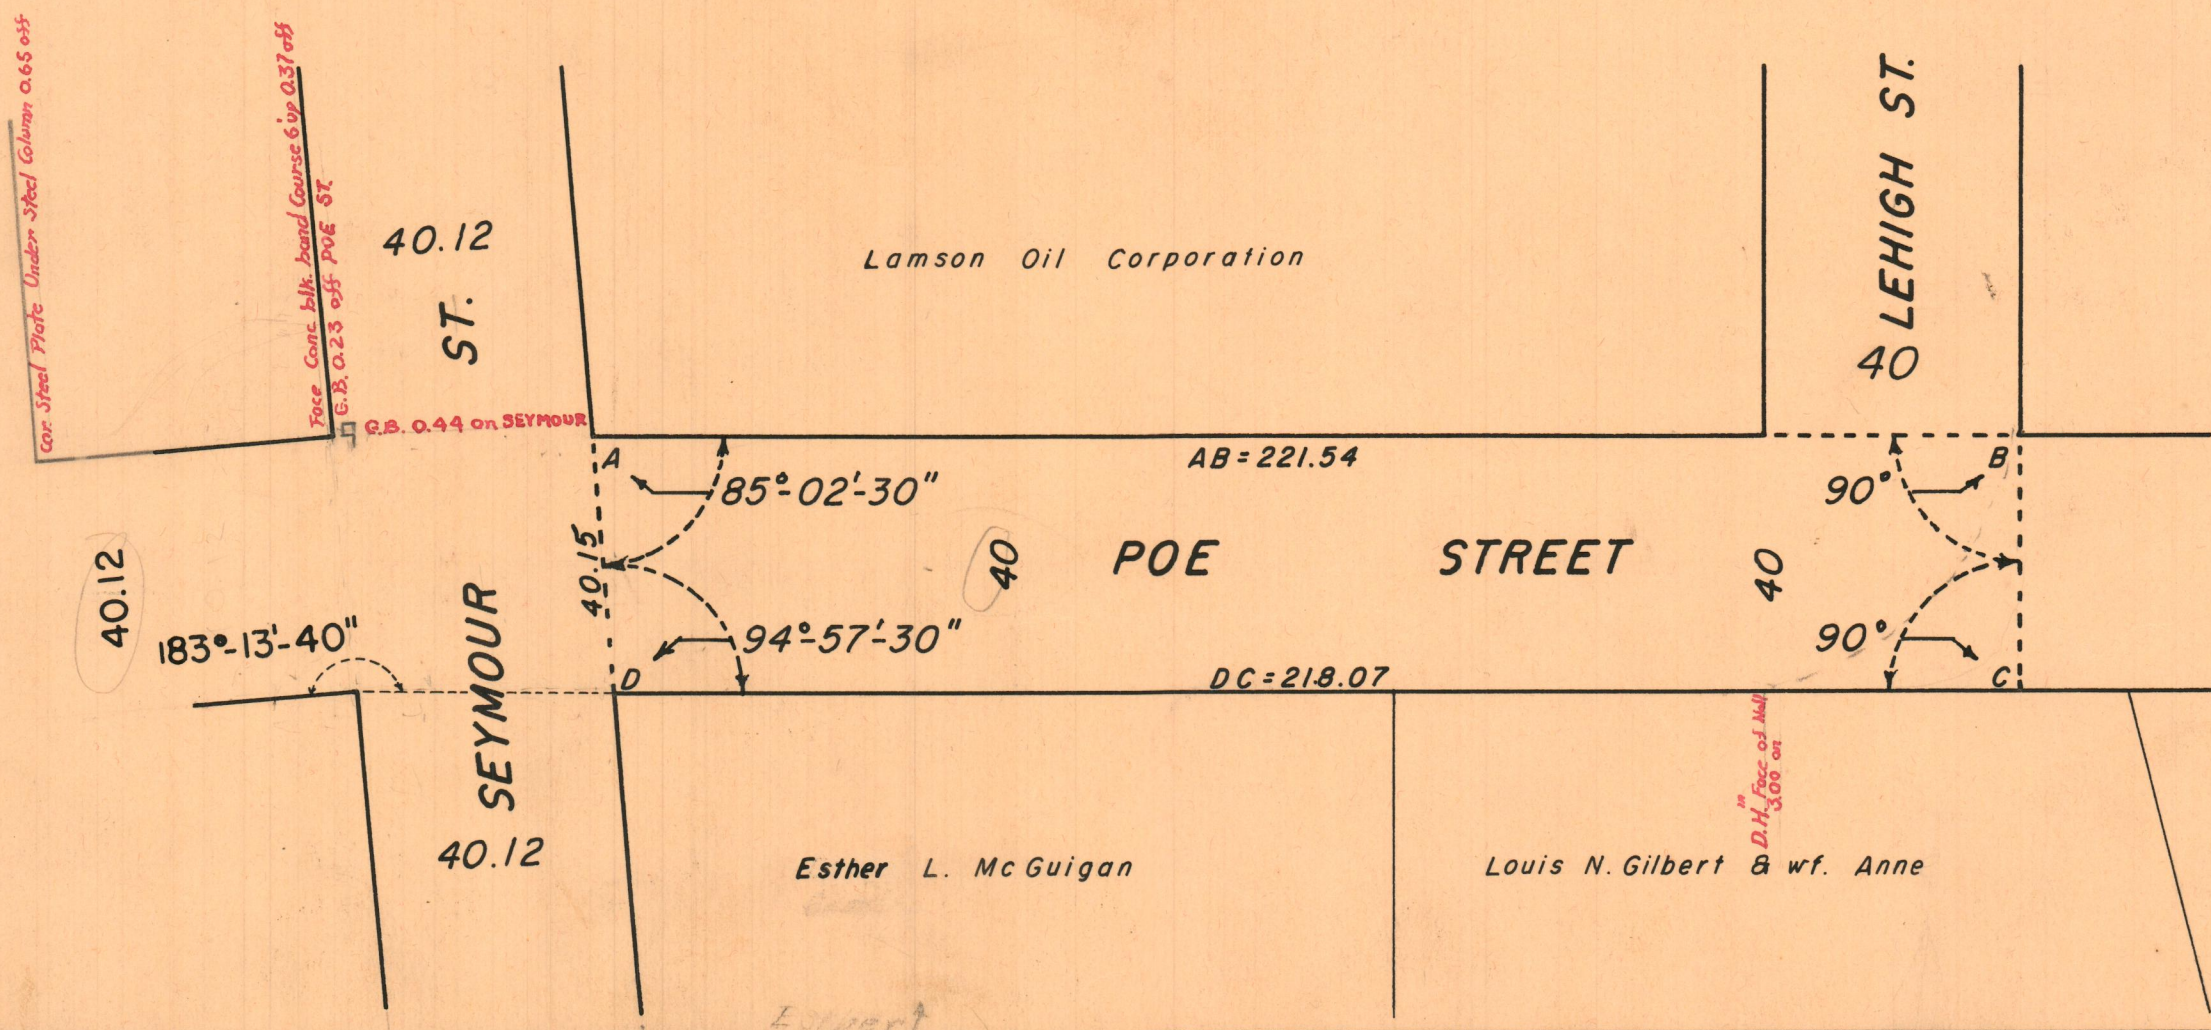 Cor. Steel Plate Under Steel Column 0.65 off
Face Conc. blk. band Course 6' up 0.37 off
G.B. 0.23 off POE ST.
G.B. 0.44 on SEYMOUR
40.12
ST.
Lamson Oil Corporation
40 LEHIGH ST.
40
A
AB = 221.54
B
85°-02'-30"
90°
40.12
40.15
40
POE STREET
40
183°-13'-40"
94°-57'-30"
90°
D
DC = 218.07
C
SEYMOUR
40.12
Esther L. McGuigan
D.H. in Face of Wall
3.00 on
Louis N. Gilbert & wf. Anne